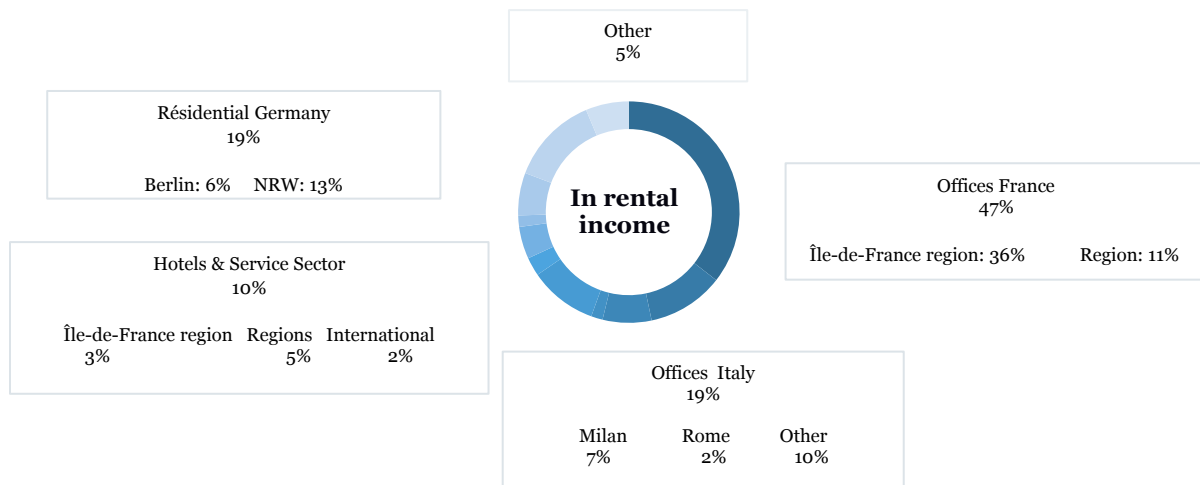 Other
5%
Résidential Germany
19%
Berlin: 6% NRW: 13%
In rental
income
Offices France
47%
Île-de-France region: 36% Region: 11%
Hotels & Service Sector
10%
Île-de-France region Regions International
3% 5% 2%
Offices Italy
19%
Milan Rome Other
7% 2% 10%